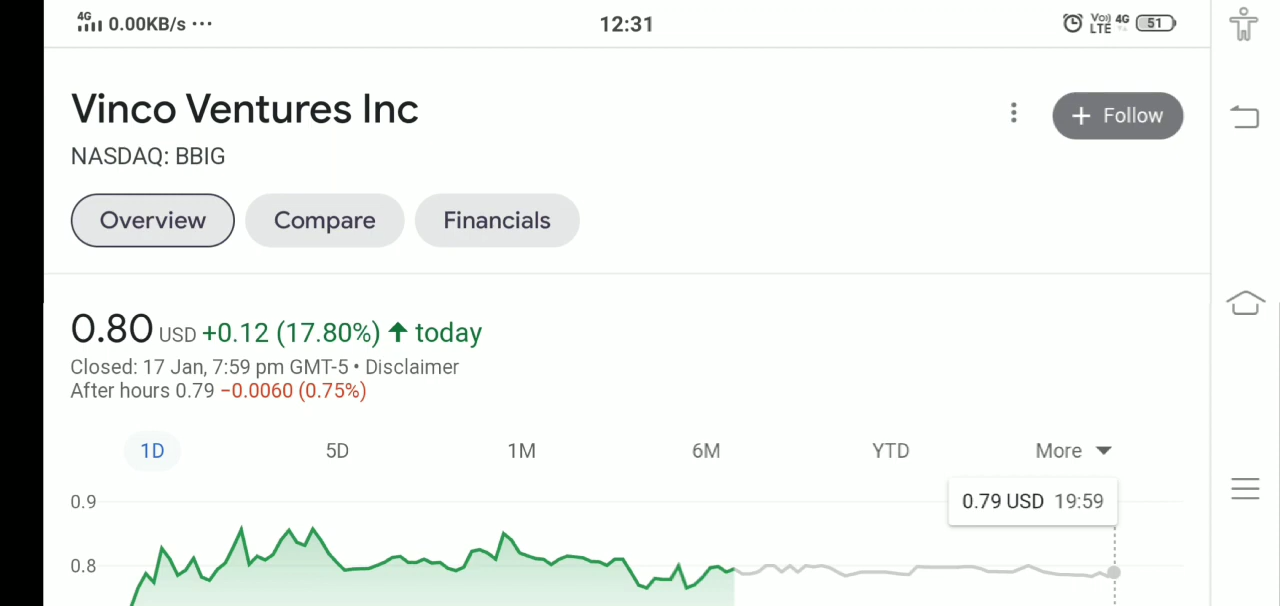 4G 0.00KB/s ··· 12:31 Vo)) LTE 4G 51
Vinco Ventures Inc
+ Follow
NASDAQ: BBIG
Overview Compare Financials
0.80 USD +0.12 (17.80%) ↑ today
Closed: 17 Jan, 7:59 pm GMT-5 • Disclaimer
After hours 0.79 −0.0060 (0.75%)
1D 5D 1M 6M YTD More
0.79 USD 19:59
0.9
0.8